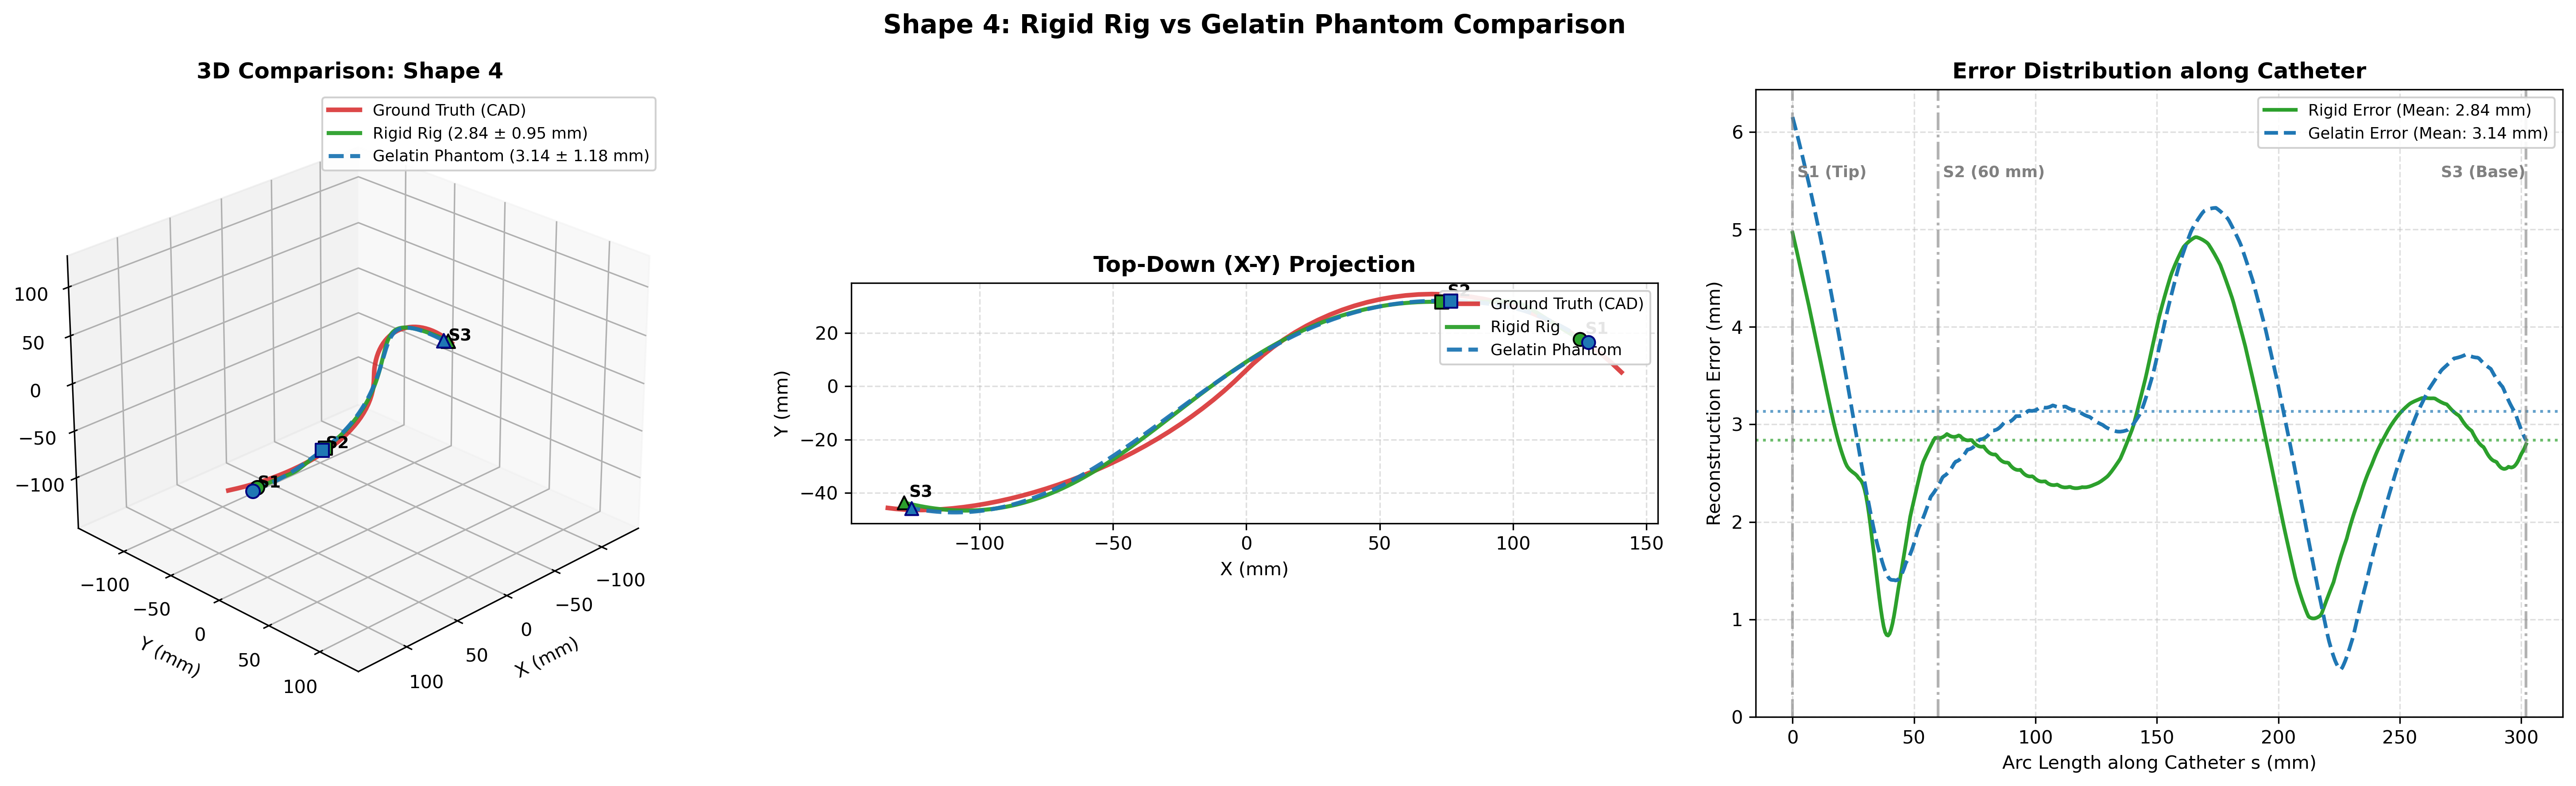 Shape 4: Rigid Rig vs Gelatin Phantom Comparison
3D Comparison: Shape 4
Ground Truth (CAD)
Rigid Rig (2.84 ± 0.95 mm)
Gelatin Phantom (3.14 ± 1.18 mm)
100
50
0
−50
−100
S3
S2
S1
−100
−50
0
50
100
Y (mm)
−100
−50
0
50
100
X (mm)
Top-Down (X-Y) Projection
Ground Truth (CAD)
Rigid Rig
Gelatin Phantom
S2
S1
S3
20
0
−20
−40
Y (mm)
−100
−50
0
50
100
150
X (mm)
Error Distribution along Catheter
Rigid Error (Mean: 2.84 mm)
Gelatin Error (Mean: 3.14 mm)
S1 (Tip)
S2 (60 mm)
S3 (Base)
6
5
4
3
2
1
0
Reconstruction Error (mm)
0
50
100
150
200
250
300
Arc Length along Catheter s (mm)